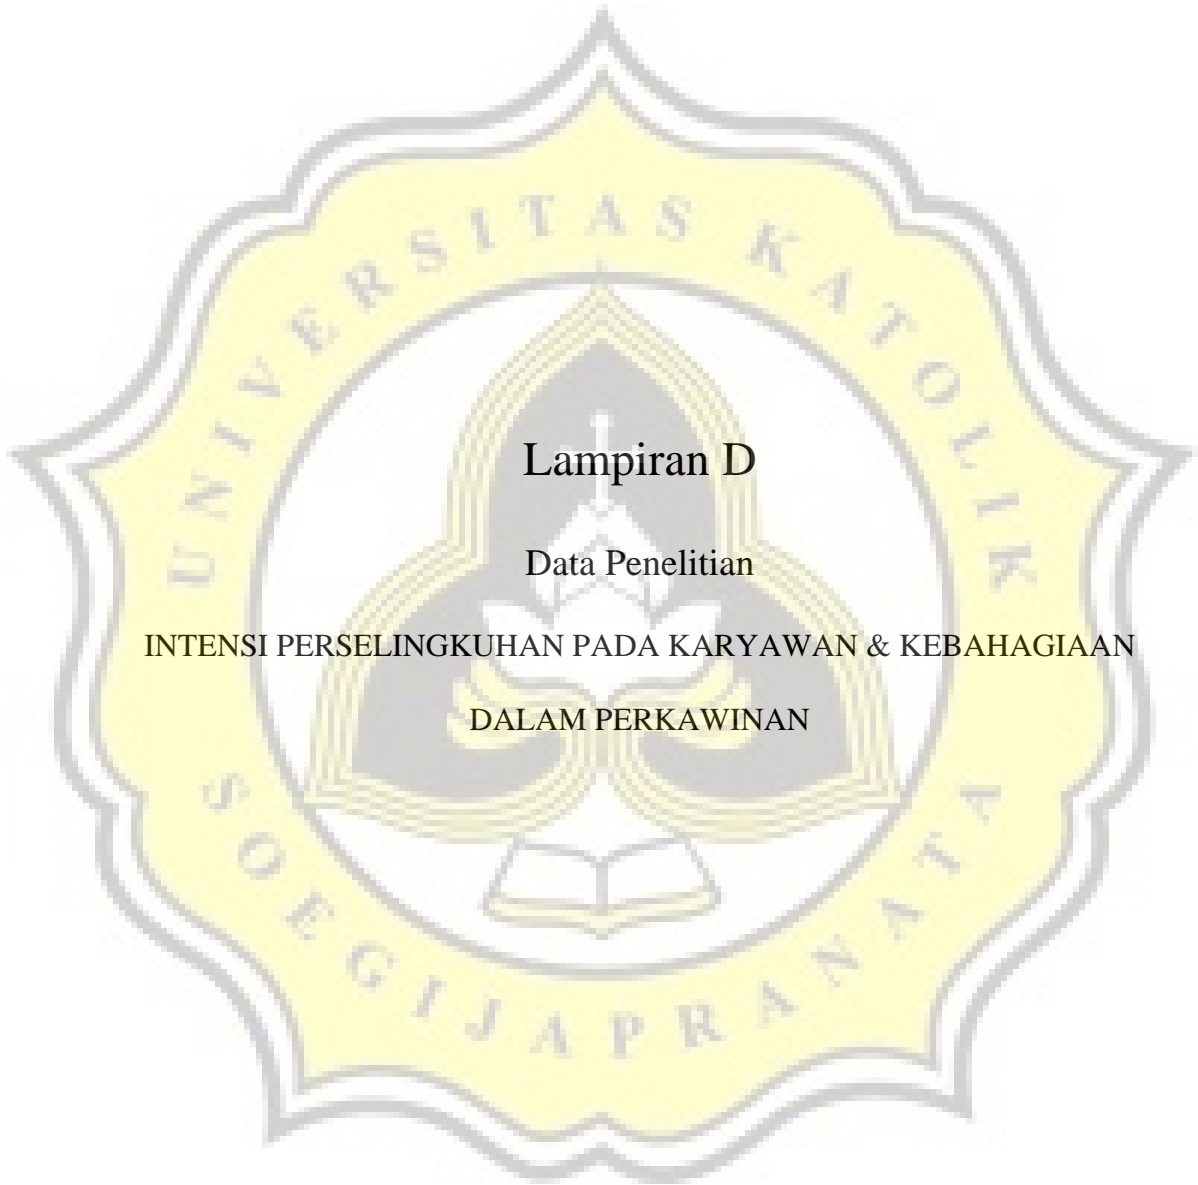 UNIVERSITAS KATOLIK
Lampiran D
Data Penelitian
INTENSI PERSELINGKUHAN PADA KARYAWAN & KEBAHAGIAAN
DALAM PERKAWINAN
SOEGIJAPRANATA